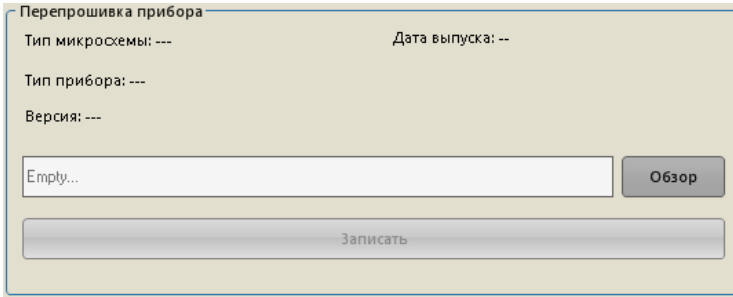 Перепрошивка прибора
Тип микросхемы: ---
Дата выпуска: --
Тип прибора: ---
Версия: ---
Empty...
Обзор
Записать